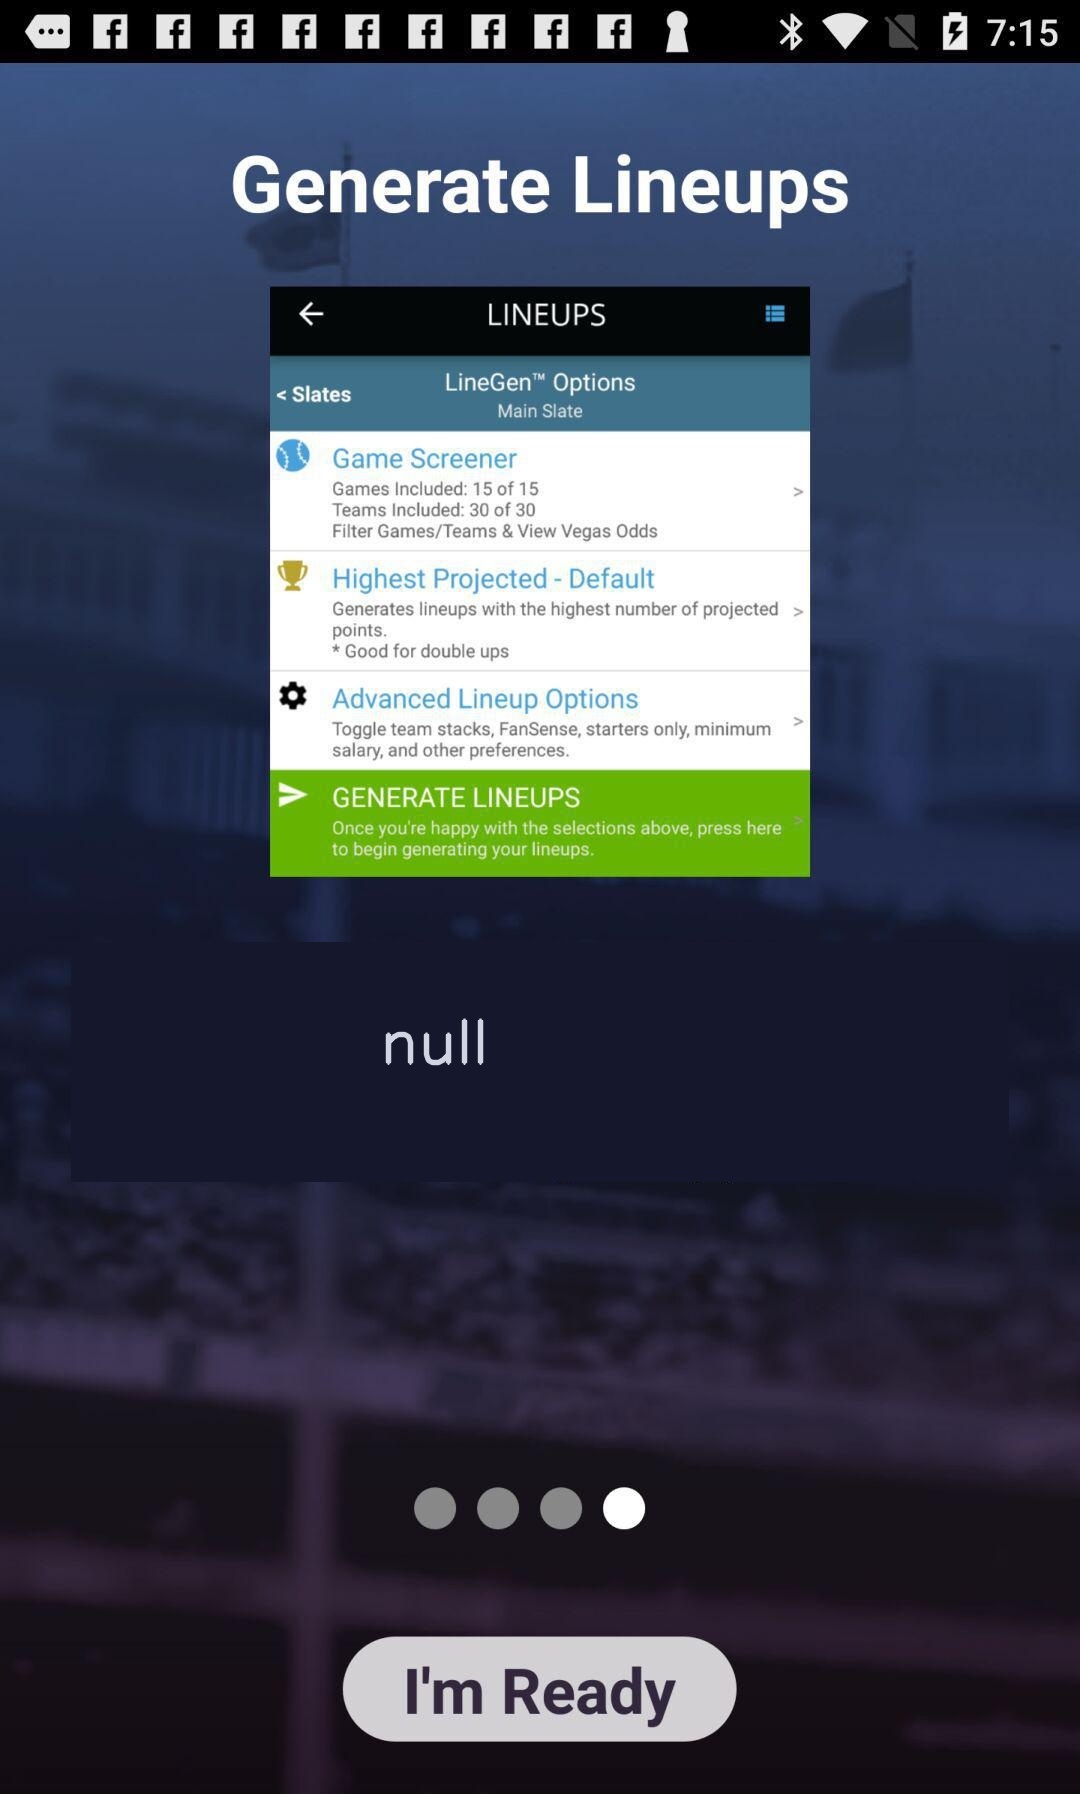 7:15
Generate Lineups
LINEUPS
< Slates
LineGen™ Options
Main Slate
Game Screener
Games Included: 15 of 15
Teams Included: 30 of 30
Filter Games/Teams & View Vegas Odds
>
Highest Projected - Default
Generates lineups with the highest number of projected
points.
* Good for double ups
>
Advanced Lineup Options
Toggle team stacks, FanSense, starters only, minimum
salary, and other preferences.
>
GENERATE LINEUPS
Once you're happy with the selections above, press here
to begin generating your lineups.
>
null
I'm Ready